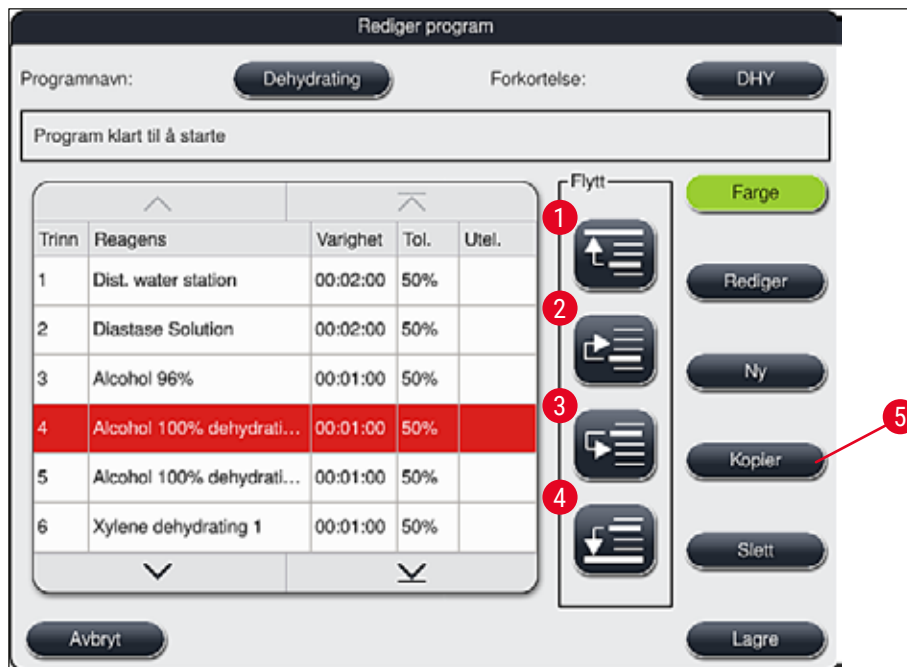 Rediger program
Programnavn: Dehydrating Forkortelse: DHY
Program klart til å starte
Flytt
Farge
1
Trinn Reagens Varighet Tol. Utel.
1 Dist. water station 00:02:00 50%
Rediger
2
2 Diastase Solution 00:02:00 50%
3 Alcohol 96% 00:01:00 50%
Ny
3
4 Alcohol 100% dehydrati... 00:01:00 50%
5
Kopier
5 Alcohol 100% dehydrati... 00:01:00 50%
4
6 Xylene dehydrating 1 00:01:00 50%
Slett
Avbryt Lagre